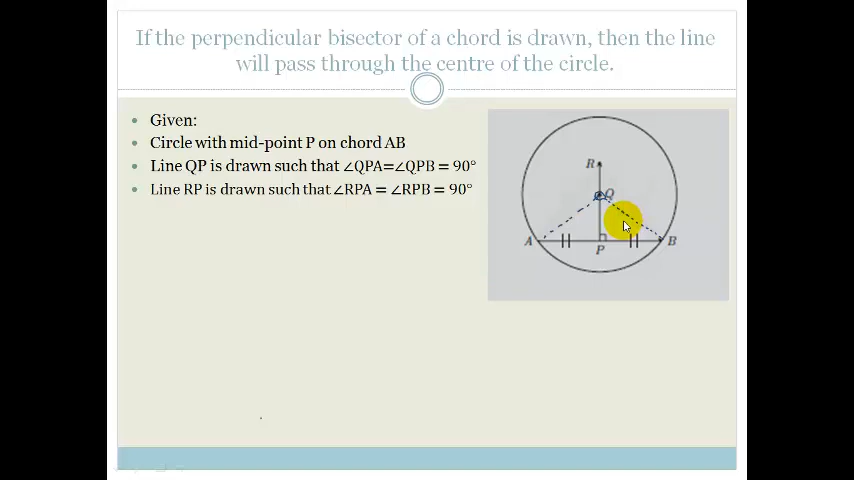 If the perpendicular bisector of a chord is drawn, then the line
will pass through the centre of the circle.
Given:
Circle with mid-point P on chord AB
Line QP is drawn such that ∠QPA=∠QPB = 90°
Line RP is drawn such that ∠RPA = ∠RPB = 90°
R
Q
A
B
P